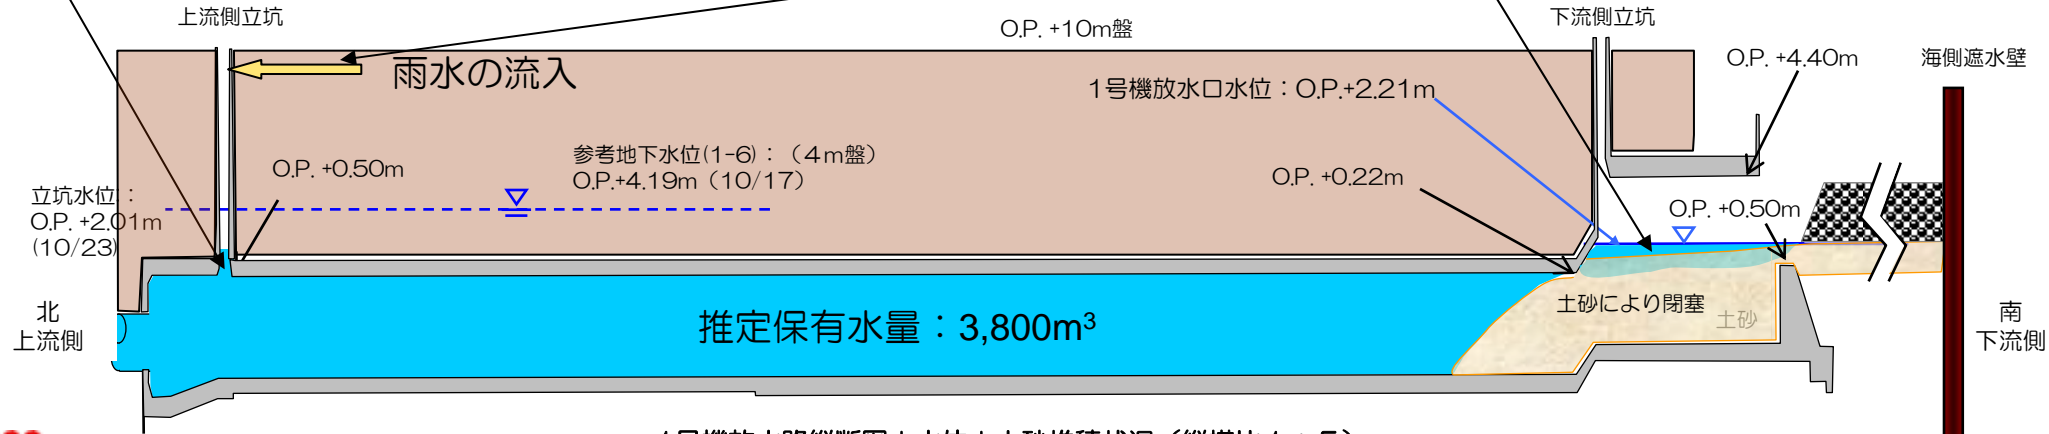 上流側立坑
下流側立坑
O.P. +10m盤
O.P. +4.40m
海側遮水壁
雨水の流入
1号機放水口水位：O.P.+2.21m
参考地下水位(1-6)：（4m盤）
O.P.+4.19m（10/17）
O.P. +0.50m
O.P. +0.22m
立坑水位：
O.P. +2.01m
(10/23)
O.P. +0.50m
土砂により閉塞
土砂
北
上流側
推定保有水量：3,800m³
南
下流側